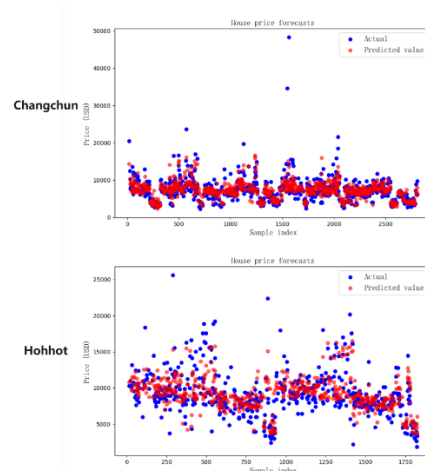 House price forecasts
50000
40000
30000
20000
10000
0
Price (USD)
Actual
Predicted value
Changchun
0
500
1000
1500
2000
2500
Sample index
House price forecasts
25000
20000
15000
10000
5000
Price (USD)
Actual
Predicted value
Hohhot
0
250
500
750
1000
1250
1500
1750
Sample index